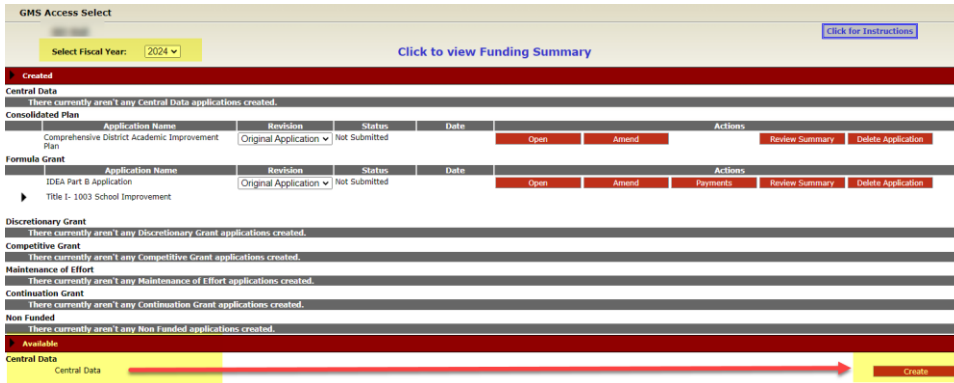 GMS Access Select
Click for Instructions
Select Fiscal Year: 2024
Click to view Funding Summary
Created
Central Data
There currently aren't any Central Data applications created.
Consolidated Plan
Application Name Revision Status Date Actions
Comprehensive District Academic Improvement Plan Original Application Not Submitted Open Amend Review Summary Delete Application
Formula Grant
Application Name Revision Status Date Actions
IDEA Part B Application Original Application Not Submitted Open Amend Payments Review Summary Delete Application
Title I- 1003 School Improvement
Discretionary Grant
There currently aren't any Discretionary Grant applications created.
Competitive Grant
There currently aren't any Competitive Grant applications created.
Maintenance of Effort
There currently aren't any Maintenance of Effort applications created.
Continuation Grant
There currently aren't any Continuation Grant applications created.
Non Funded
There currently aren't any Non Funded applications created.
Available
Central Data
Central Data Create